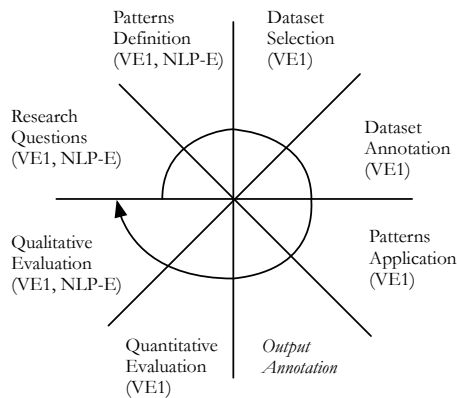 Patterns
Definition
(VE1, NLP-E)
Dataset
Selection
(VE1)
Research
Questions
(VE1, NLP-E)
Dataset
Annotation
(VE1)
Qualitative
Evaluation
(VE1, NLP-E)
Patterns
Application
(VE1)
Quantitative
Evaluation
(VE1)
Output
Annotation